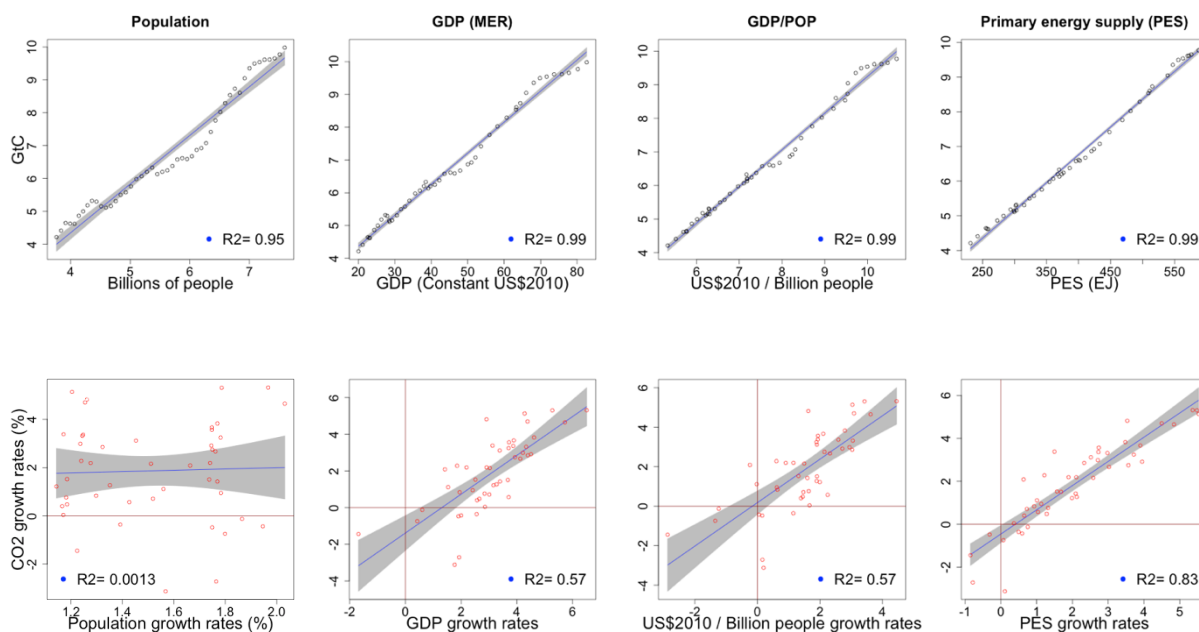 Population
GtC
10
9
8
7
6
5
4
R2= 0.95
4 5 6 7
Billions of people
GDP (MER)
10
9
8
7
6
5
4
R2= 0.99
20 30 40 50 60 70 80
GDP (Constant US$2010)
GDP/POP
10
9
8
7
6
5
4
R2= 0.99
6 7 8 9 10
US$2010 / Billion people
Primary energy supply (PES)
10
9
8
7
6
5
4
R2= 0.99
250 350 450 550
PES (EJ)
CO2 growth rates (%)
4
2
0
-2
R2= 0.0013
1.2 1.4 1.6 1.8 2.0
Population growth rates (%)
6
4
2
0
-2
-4
R2= 0.57
-2 0 2 4 6
GDP growth rates
6
4
2
0
-2
-4
R2= 0.57
-2 0 2 4
US$2010 / Billion people growth rates
6
4
2
0
-2
R2= 0.83
-1 0 1 2 3 4 5
PES growth rates